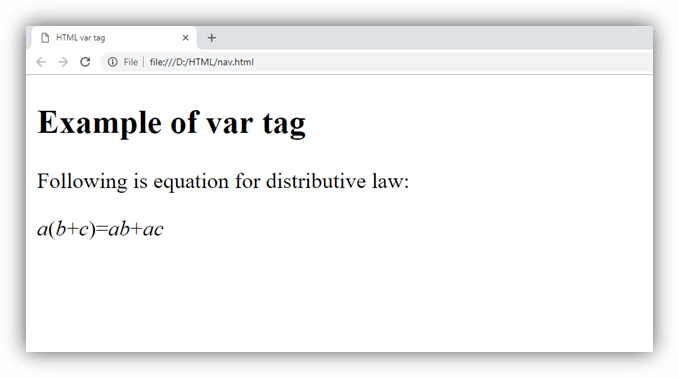 HTML var tag
File file:///D:/HTML/nav.html
Example of var tag
Following is equation for distributive law:
a(b+c)=ab+ac